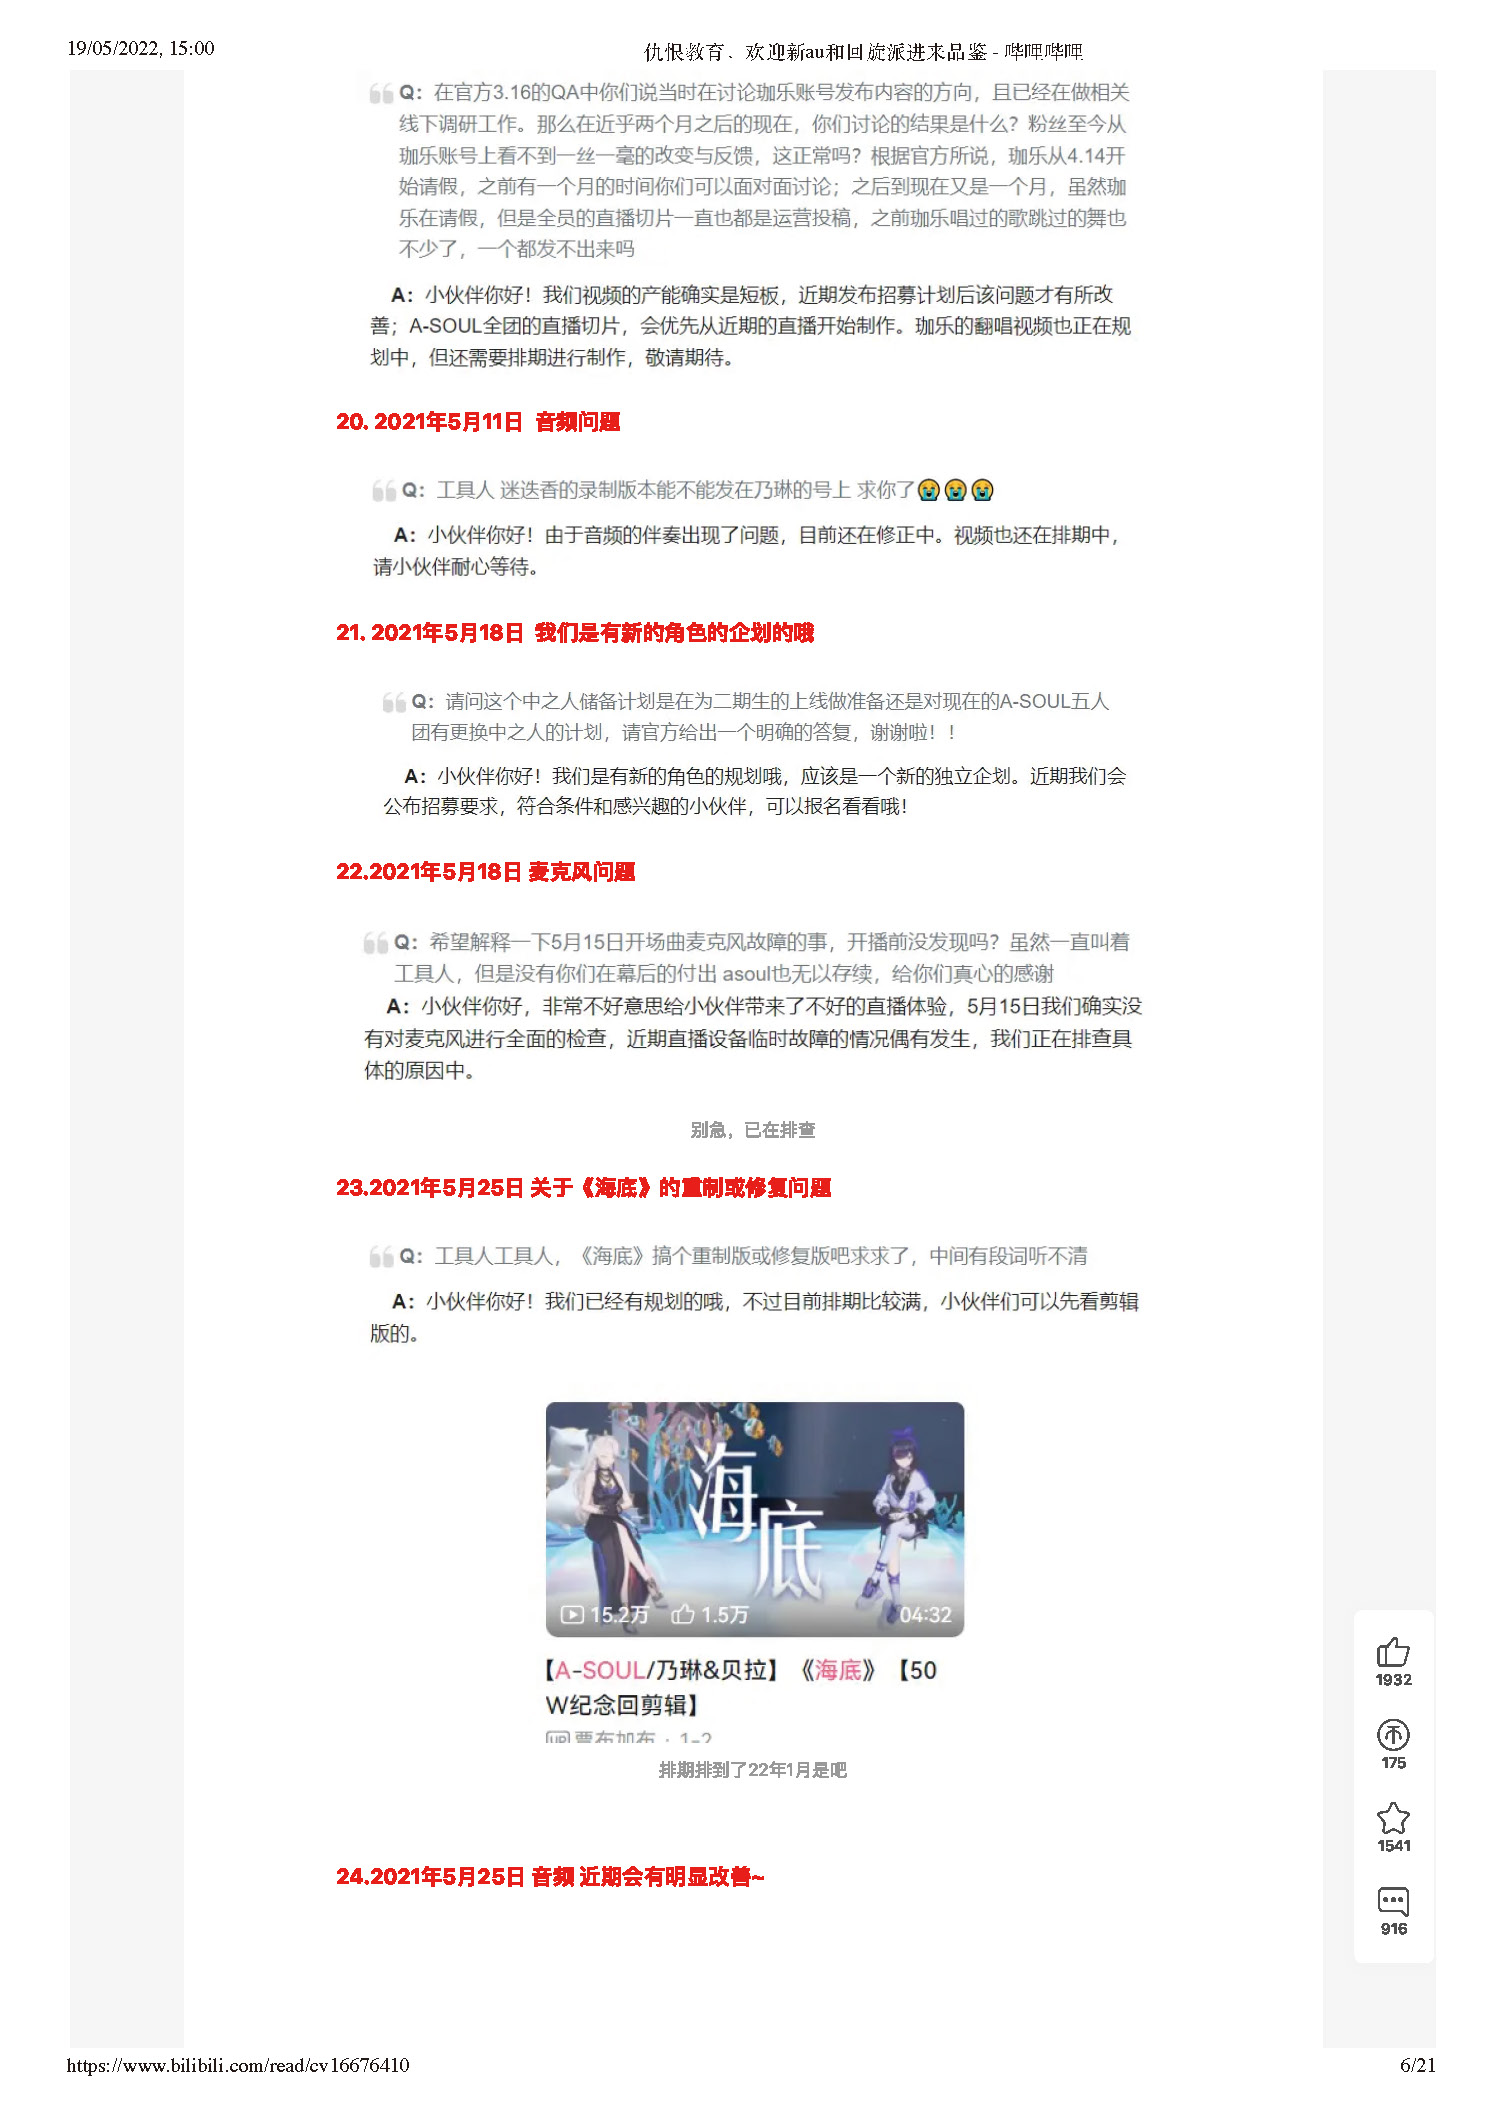 19/05/2022, 15:00
仇恨教育、欢迎新au和回旋派进来品鉴 - 哔哩哔哩
Q：在官方3.16的QA中你们说当时在讨论珈乐账号发布内容的方向，且已经在做相关
线下调研工作。那么在近乎两个月之后的现在，你们讨论的结果是什么？粉丝至今从
珈乐账号上看不到一丝一毫的改变与反馈，这正常吗？根据官方所说，珈乐从4.14开
始请假，之前有一个月的时间你们可以面对面讨论；之后到现在又是一个月，虽然珈
乐在请假，但是全员的直播切片一直也都是运营投稿，之前珈乐唱过的歌跳过的舞也
不少了，一个都发不出来吗
A：小伙伴你好！我们视频的产能确实是短板，近期发布招募计划后该问题才有所改
善；A-SOUL全团的直播切片，会优先从近期的直播开始制作。珈乐的翻唱视频也正在规
划中，但还需要排期进行制作，敬请期待。
20. 2021年5月11日 音频问题
Q：工具人 迷迭香的录制版本能不能发在乃琳的号上 求你了😭😭😭
A：小伙伴你好！由于音频的伴奏出现了问题，目前还在修正中。视频也还在排期中，
请小伙伴耐心等待。
21. 2021年5月18日 我们是有新的角色的企划的哦
Q：请问这个中之人储备计划是在为二期生的上线做准备还是对现在的A-SOUL五人
团有更换中之人的计划，请官方给出一个明确的答复，谢谢啦！！
A：小伙伴你好！我们是有新的角色的规划哦，应该是一个新的独立企划。近期我们会
公布招募要求，符合条件和感兴趣的小伙伴，可以报名看看哦！
22.2021年5月18日 麦克风问题
Q：希望解释一下5月15日开场曲麦克风故障的事，开播前没发现吗？虽然一直叫着
工具人，但是没有你们在幕后的付出 asoul也无以存续，给你们真心的感谢
A：小伙伴你好，非常不好意思给小伙伴带来了不好的直播体验，5月15日我们确实没
有对麦克风进行全面的检查，近期直播设备临时故障的情况偶有发生，我们正在排查具
体的原因中。
别急，已在排查
23.2021年5月25日 关于《海底》的重制或修复问题
Q：工具人工具人，《海底》搞个重制版或修复版吧求求了，中间有段词听不清
A：小伙伴你好！我们已经有规划的哦，不过目前排期比较满，小伙伴们可以先看剪辑
版的。
海底
15.2万 1.5万 04:32
【A-SOUL/乃琳&贝拉】《海底》【50
W纪念回剪辑】
UP 贾布加布 · 1-2
排期排到了22年1月是吧
1932
175
1541
916
24.2021年5月25日 音频 近期会有明显改善~
https://www.bilibili.com/read/cv16676410
6/21